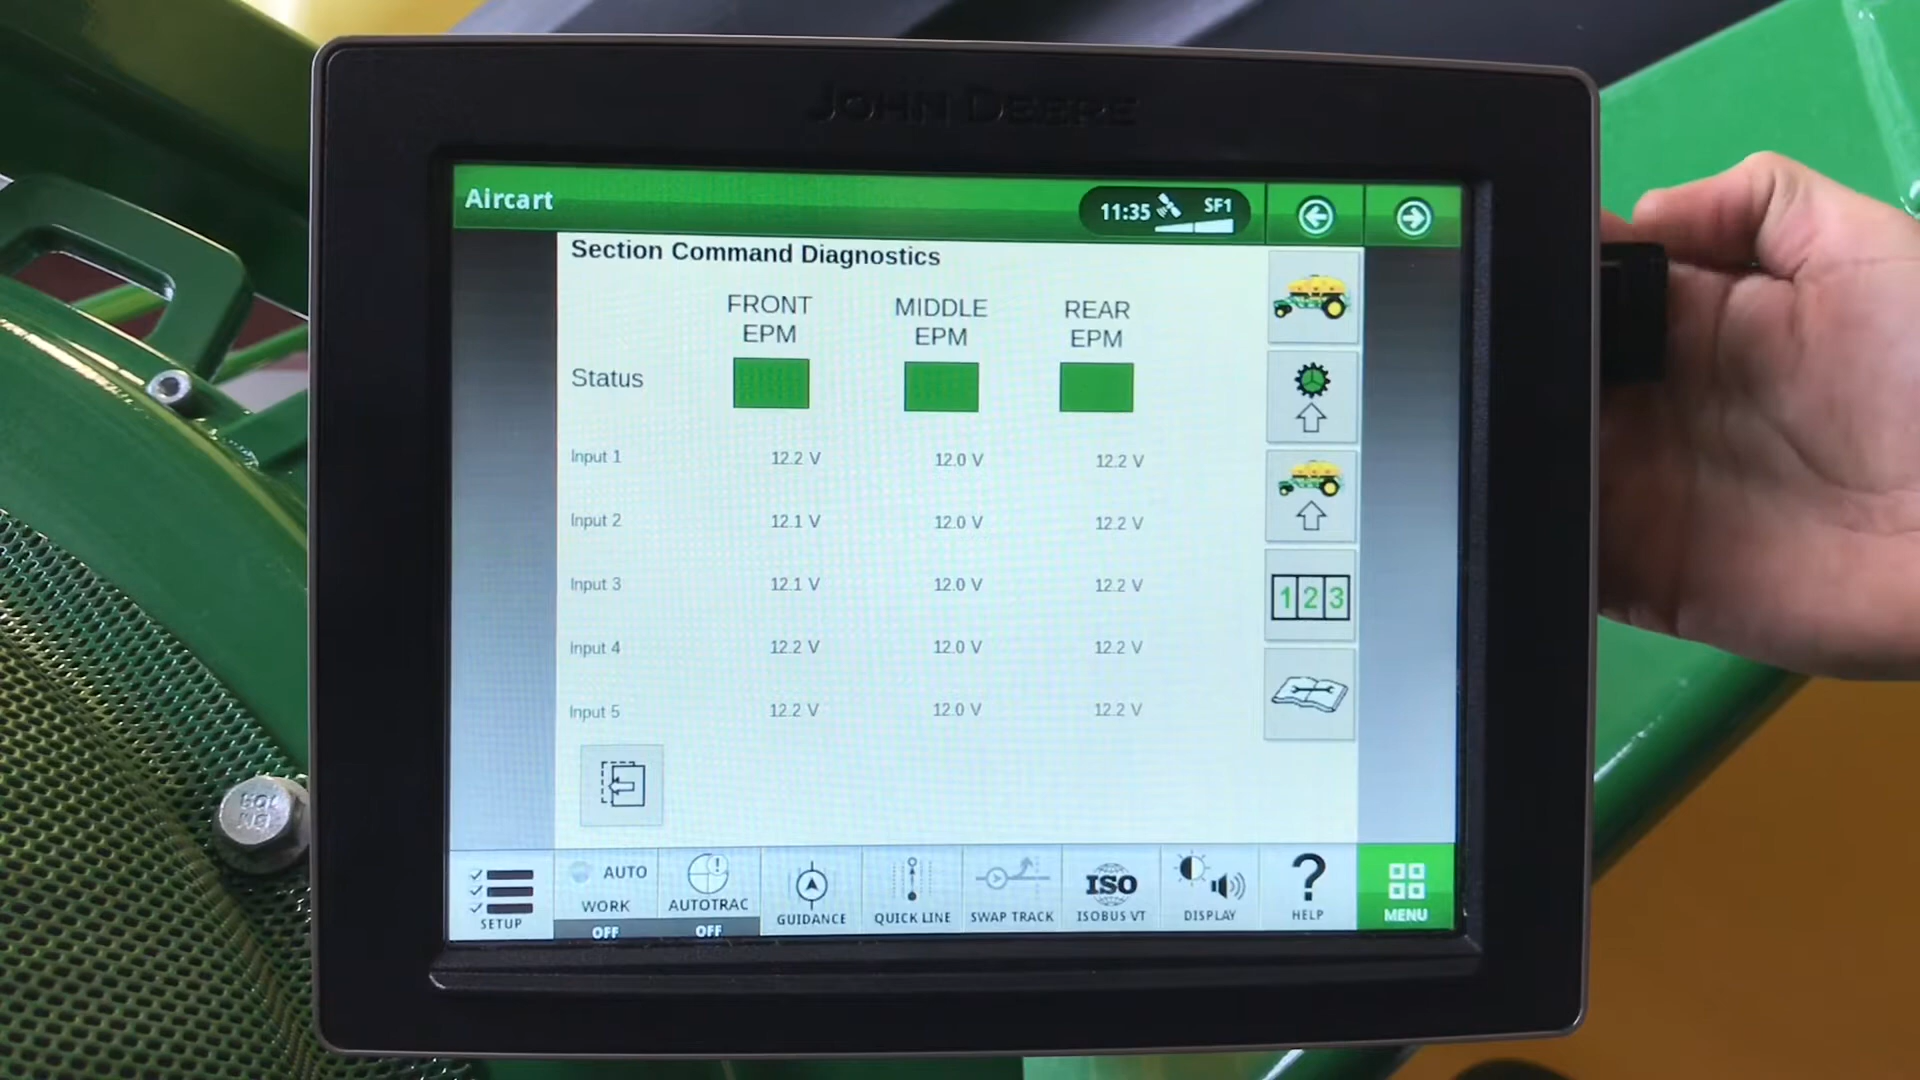 JOHN DEERE
Aircart
11:35 SF1
Section Command Diagnostics
FRONT EPM MIDDLE EPM REAR EPM
Status
Input 1 12.2 V 12.0 V 12.2 V
Input 2 12.1 V 12.0 V 12.2 V
Input 3 12.1 V 12.0 V 12.2 V
Input 4 12.2 V 12.0 V 12.2 V
Input 5 12.2 V 12.0 V 12.2 V
1 2 3
SETUP
AUTO
WORK
OFF
AUTOTRAC
OFF
GUIDANCE
QUICK LINE
SWAP TRACK
ISO
ISOBUS VT
DISPLAY
?
HELP
MENU